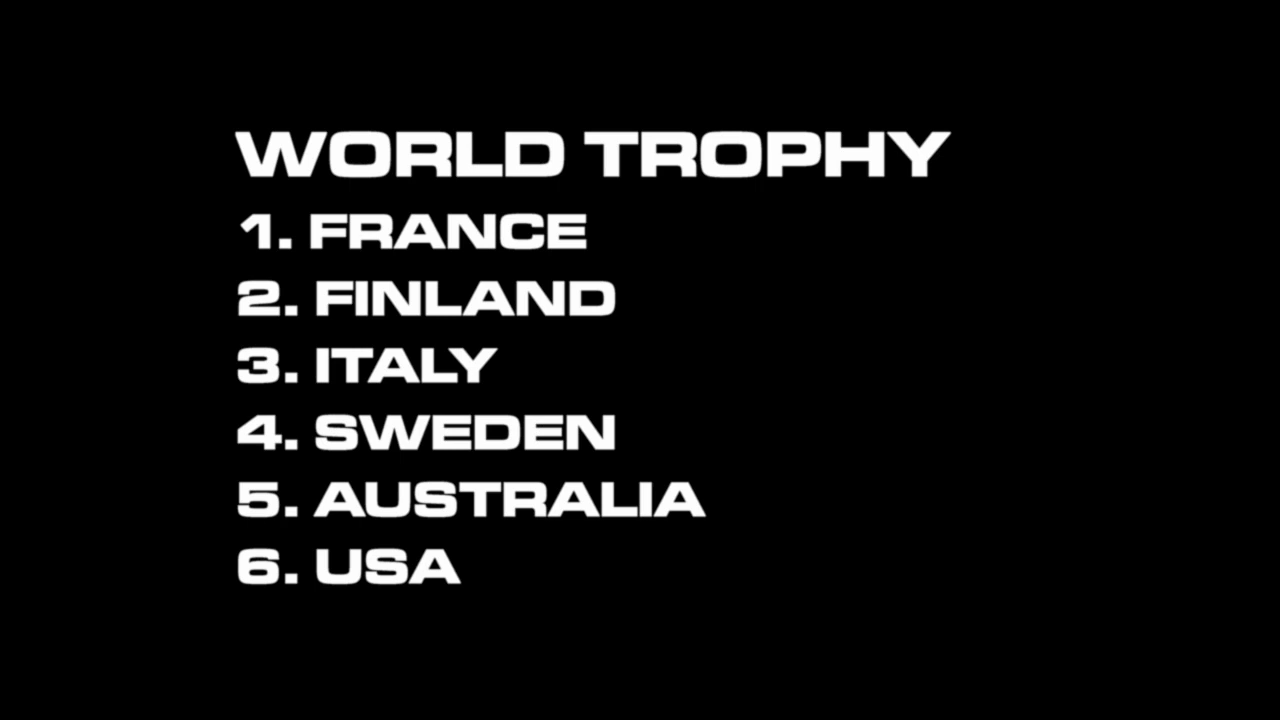 WORLD TROPHY
1. FRANCE
2. FINLAND
3. ITALY
4. SWEDEN
5. AUSTRALIA
6. USA